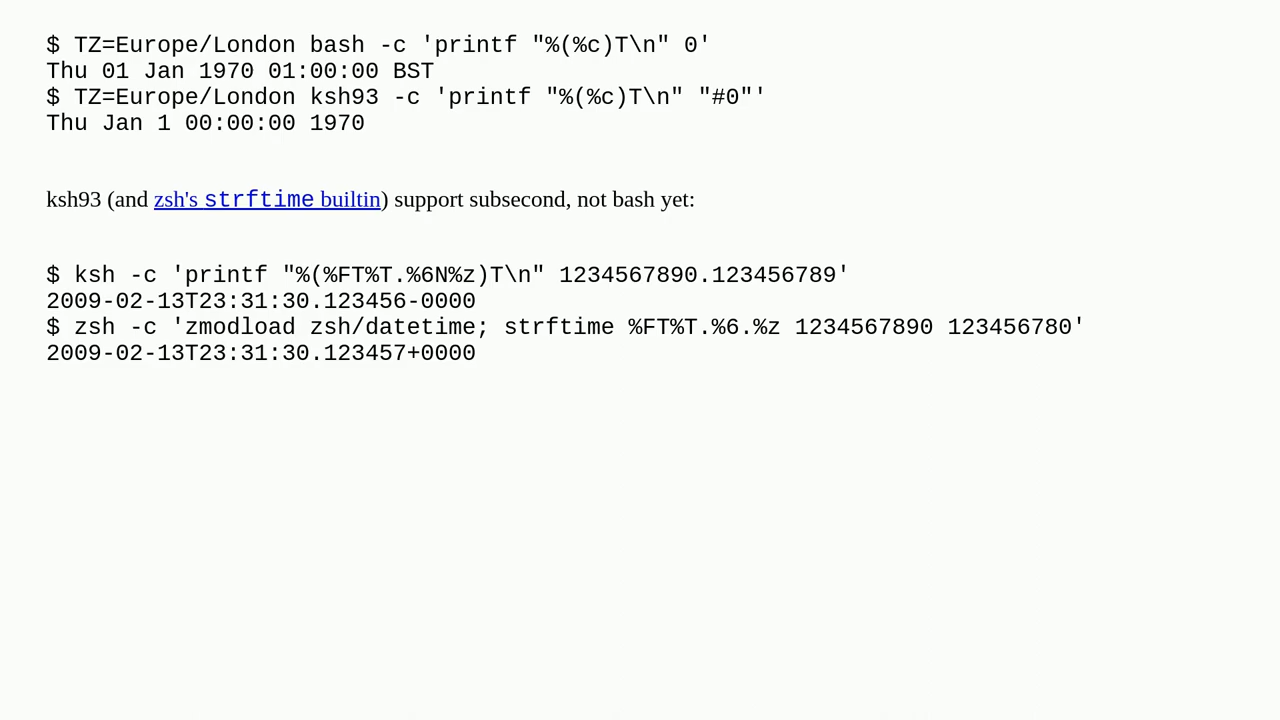 $ TZ=Europe/London bash -c 'printf "%(%c)T\n" 0'
Thu 01 Jan 1970 01:00:00 BST
$ TZ=Europe/London ksh93 -c 'printf "%(%c)T\n" "#0"'
Thu Jan 1 00:00:00 1970
ksh93 (and zsh's strftime builtin) support subsecond, not bash yet:
$ ksh -c 'printf "%(%FT%T.%6N%z)T\n" 1234567890.123456789'
2009-02-13T23:31:30.123456-0000
$ zsh -c 'zmodload zsh/datetime; strftime %FT%T.%6.%z 1234567890 123456780'
2009-02-13T23:31:30.123457+0000